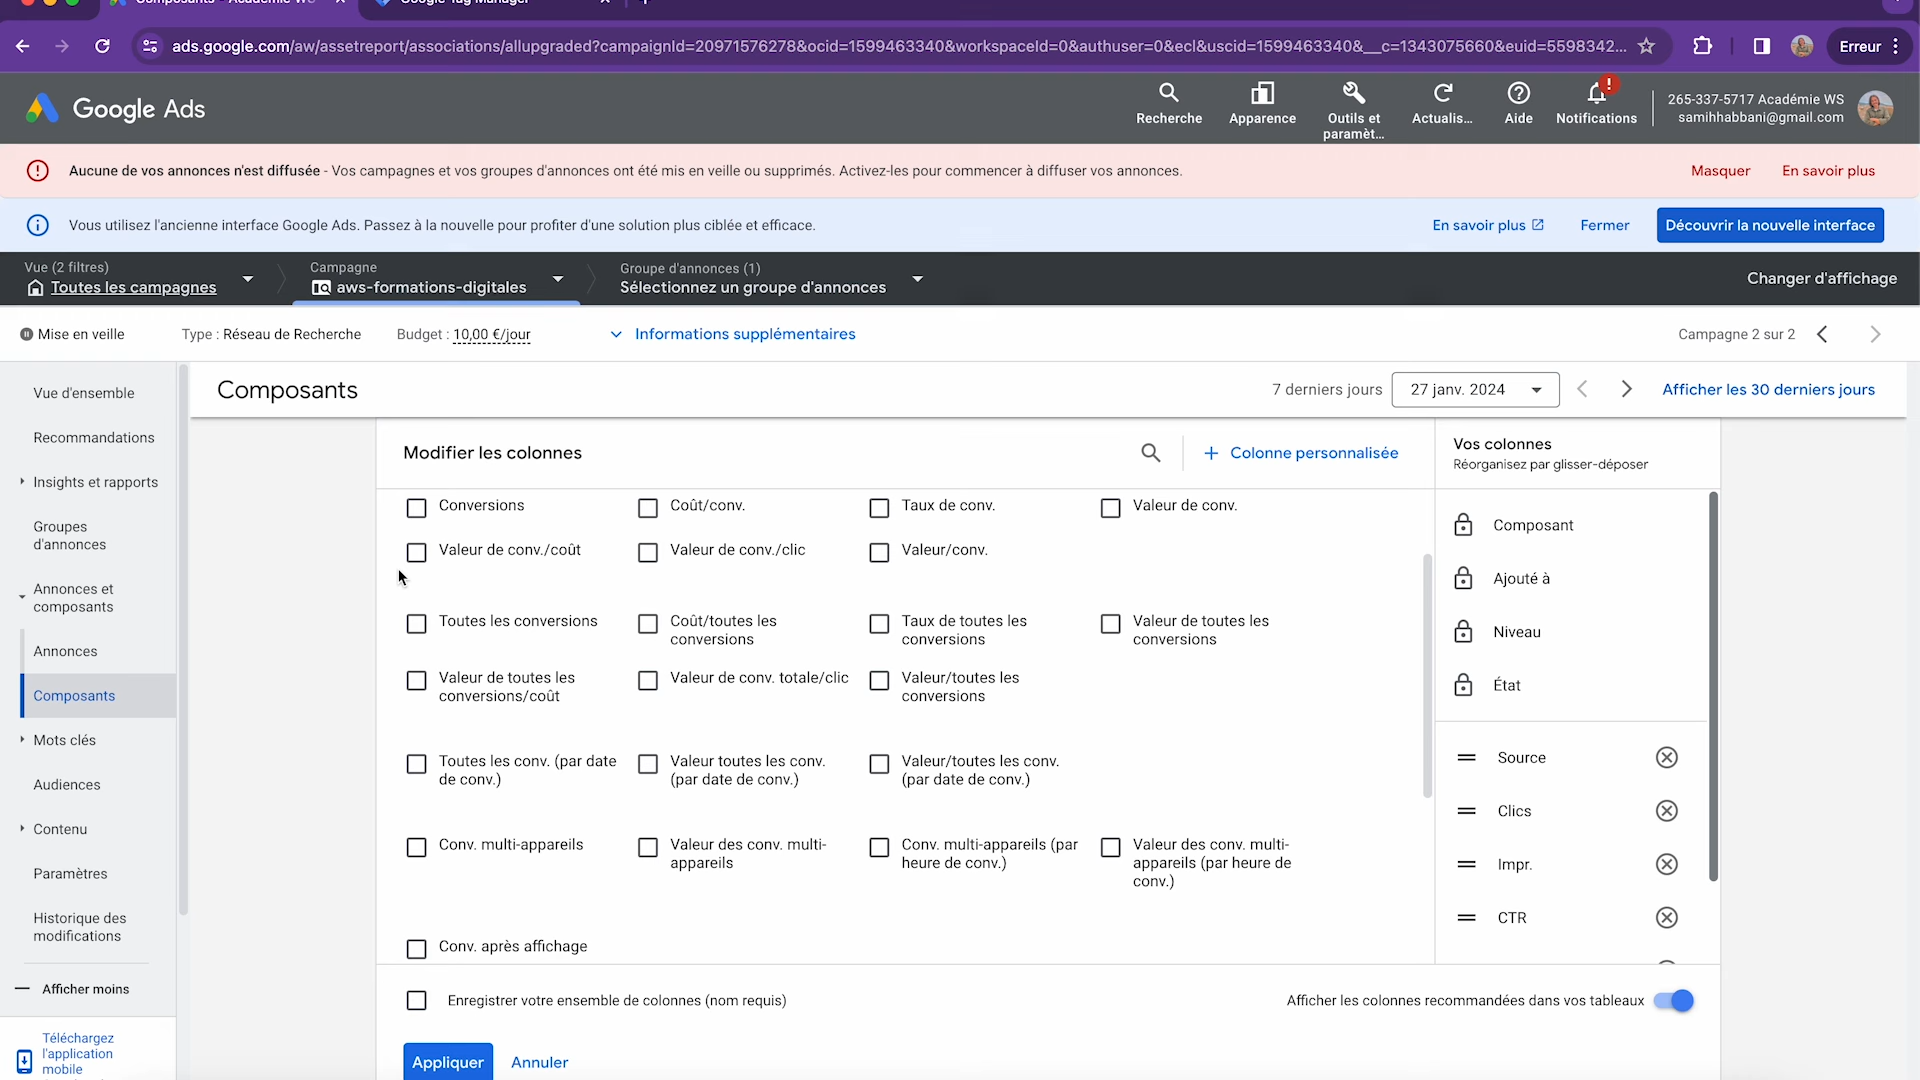 ads.google.com/aw/assetreport/associations/allupgraded?campaignId=20971576278&ocid=1599463340&workspaceId=0&authuser=0&ecl&uscid=1599463340&__c=1343075660&euid=5598342...
Erreur
Google Ads
Recherche
Apparence
Outils et
paramèt...
Actualis...
Aide
Notifications
265-337-5717 Académie WS
samihhabbani@gmail.com
Aucune de vos annonces n'est diffusée - Vos campagnes et vos groupes d'annonces ont été mis en veille ou supprimés. Activez-les pour commencer à diffuser vos annonces.
Masquer
En savoir plus
Vous utilisez l'ancienne interface Google Ads. Passez à la nouvelle pour profiter d'une solution plus ciblée et efficace.
En savoir plus
Fermer
Découvrir la nouvelle interface
Vue (2 filtres)
Toutes les campagnes
Campagne
aws-formations-digitales
Groupe d'annonces (1)
Sélectionnez un groupe d'annonces
Changer d'affichage
Mise en veille
Type : Réseau de Recherche
Budget : 10,00 €/jour
Informations supplémentaires
Campagne 2 sur 2
Vue d'ensemble
Recommandations
Insights et rapports
Groupes
d'annonces
Annonces et
composants
Annonces
Composants
Mots clés
Audiences
Contenu
Paramètres
Historique des
modifications
Afficher moins
Téléchargez
l'application
mobile
Composants
7 derniers jours
27 janv. 2024
Afficher les 30 derniers jours
Modifier les colonnes
Colonne personnalisée
Conversions
Coût/conv.
Taux de conv.
Valeur de conv.
Valeur de conv./coût
Valeur de conv./clic
Valeur/conv.
Toutes les conversions
Coût/toutes les
conversions
Taux de toutes les
conversions
Valeur de toutes les
conversions
Valeur de toutes les
conversions/coût
Valeur de conv. totale/clic
Valeur/toutes les
conversions
Toutes les conv. (par date
de conv.)
Valeur toutes les conv.
(par date de conv.)
Valeur/toutes les conv.
(par date de conv.)
Conv. multi-appareils
Valeur des conv. multi-
appareils
Conv. multi-appareils (par
heure de conv.)
Valeur des conv. multi-
appareils (par heure de
conv.)
Conv. après affichage
Vos colonnes
Réorganisez par glisser-déposer
Composant
Ajouté à
Niveau
État
Source
Clics
Impr.
CTR
Enregistrer votre ensemble de colonnes (nom requis)
Afficher les colonnes recommandées dans vos tableaux
Appliquer
Annuler